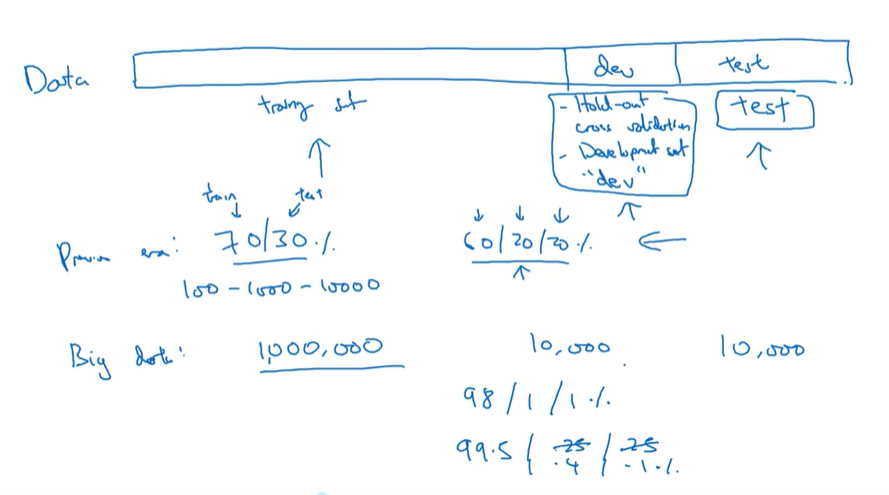 Data
dev
test
training set
- Hold-out
cross validation
- Development set
"dev"
test
train test
Previous era: 70/30 % 60/20/20 %
100 - 1000 - 10000
Big data: 1,000,000 10,000 10,000
98 / 1 / 1 %
99.5 / 25 / 25
.4 .1 %